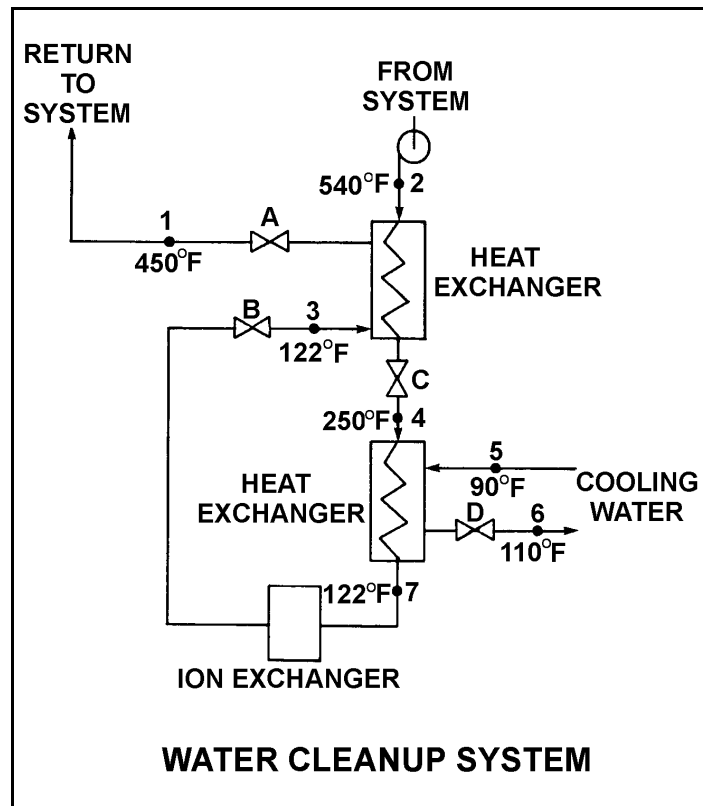 RETURN
TO
SYSTEM
FROM
SYSTEM
540°F
2
1
A
450°F
HEAT
EXCHANGER
B
3
122°F
C
250°F
4
5
90°F
HEAT
EXCHANGER
COOLING
WATER
D
6
110°F
122°F
7
ION EXCHANGER
WATER CLEANUP SYSTEM